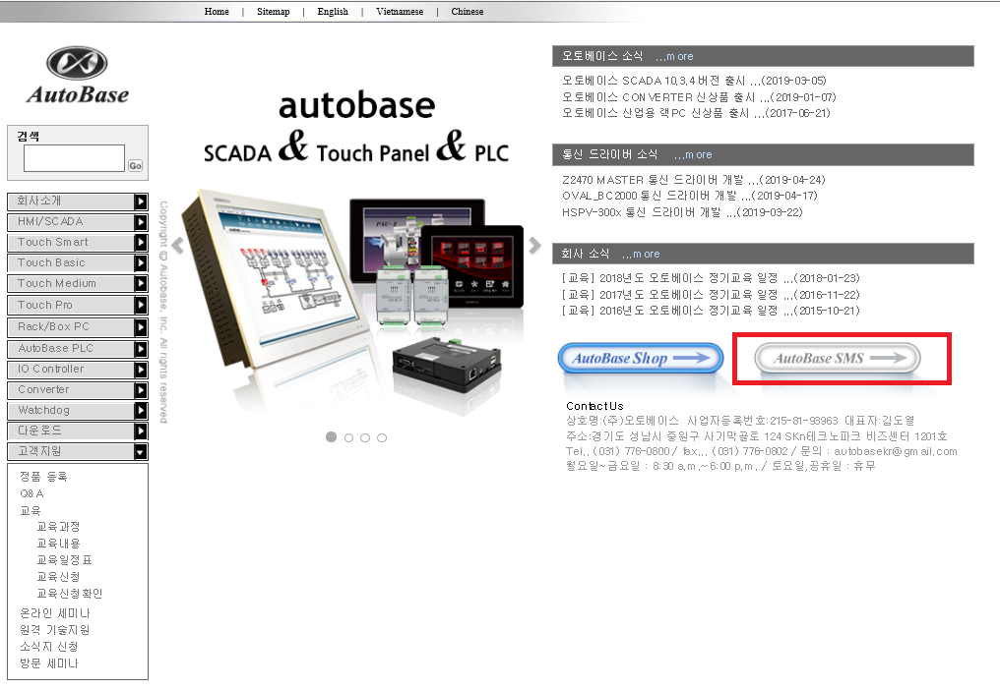 Home | Sitemap | English | Vietnamese | Chinese
AutoBase
검색
Go
회사소개
HMI/SCADA
Touch Smart
Touch Basic
Touch Medium
Touch Pro
Rack/Box PC
AutoBase PLC
IO Controller
Converter
Watchdog
다운로드
고객지원
정품 등록
Q&A
교육
교육과정
교육내용
교육일정표
교육신청
교육신청확인
온라인 세미나
원격 기술지원
소식지 신청
방문 세미나
Copyright @ Autobase, Inc. All rights reserved
autobase
SCADA & Touch Panel & PLC
오토베이스 소식 ...more
오토베이스 SCADA 10.3.4 버전 출시 ...(2019-03-05)
오토베이스 CONVERTER 신상품 출시 ...(2019-01-07)
오토베이스 산업용 랙PC 신상품 출시 ...(2017-06-21)
통신 드라이버 소식 ...more
Z2470 MASTER 통신 드라이버 개발 ...(2019-04-24)
OVAL_BC2000 통신 드라이버 개발 ...(2019-04-17)
HSPV-300x 통신 드라이버 개발 ...(2019-03-22)
회사 소식 ...more
[교육] 2018년도 오토베이스 정기교육 일정 ...(2018-01-23)
[교육] 2017년도 오토베이스 정기교육 일정 ...(2016-11-22)
[교육] 2016년도 오토베이스 정기교육 일정 ...(2015-10-21)
AutoBase Shop
AutoBase SMS
Contact Us
상호명:(주)오토베이스 사업자등록번호:215-81-93963 대표자:김도열
주소:경기도 성남시 중원구 사기막골로 124 SKn테크노파크 비즈센터 1201호
Tel.. (031) 776-0800 / fax... (031) 776-0802 / 문의 : autobasekr@gmail.com
월요일~금요일 : 8:30 a.m.~ 6:00 p.m. / 토요일,공휴일 : 휴무